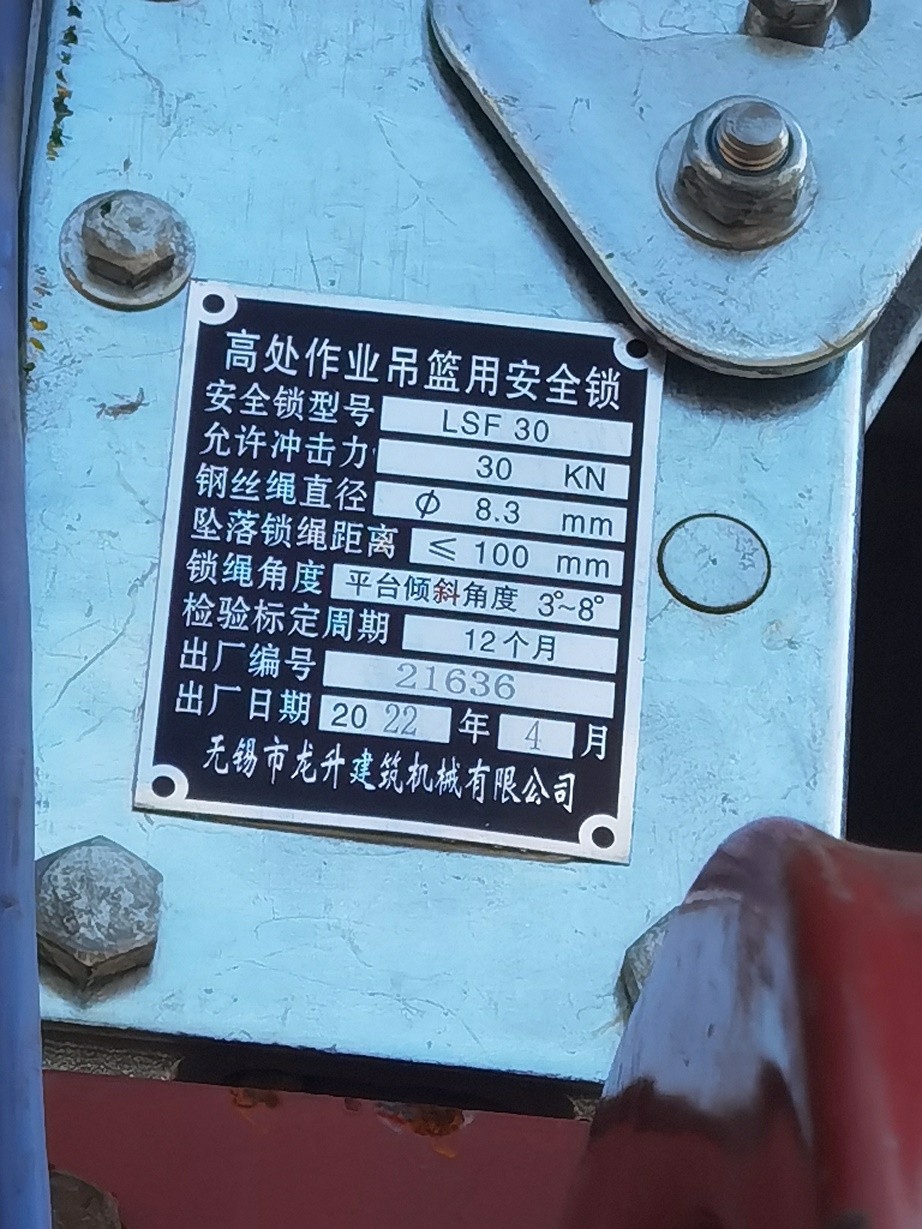 高处作业吊篮用安全锁
安全锁型号 LSF 30
允许冲击力 30 KN
钢丝绳直径 Φ 8.3 mm
坠落锁绳距离 ≤ 100 mm
锁绳角度 平台倾斜角度 3°~8°
检验标定周期 12个月
出厂编号 21636
出厂日期 2022 年 4 月
无锡市龙升建筑机械有限公司